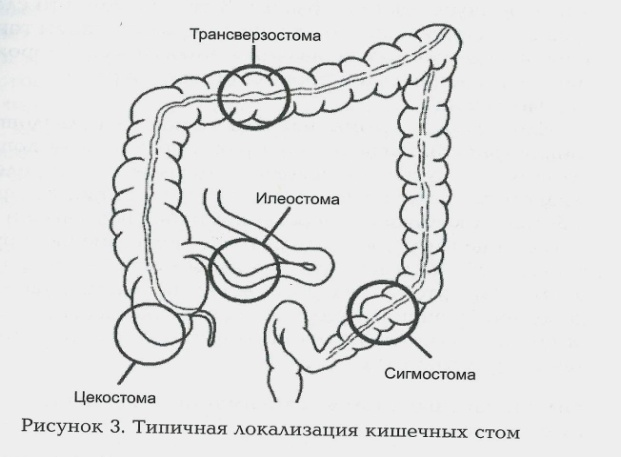 Трансверзостома
Илеостома
Сигмостома
Цекостома
Рисунок 3. Типичная локализация кишечных стом